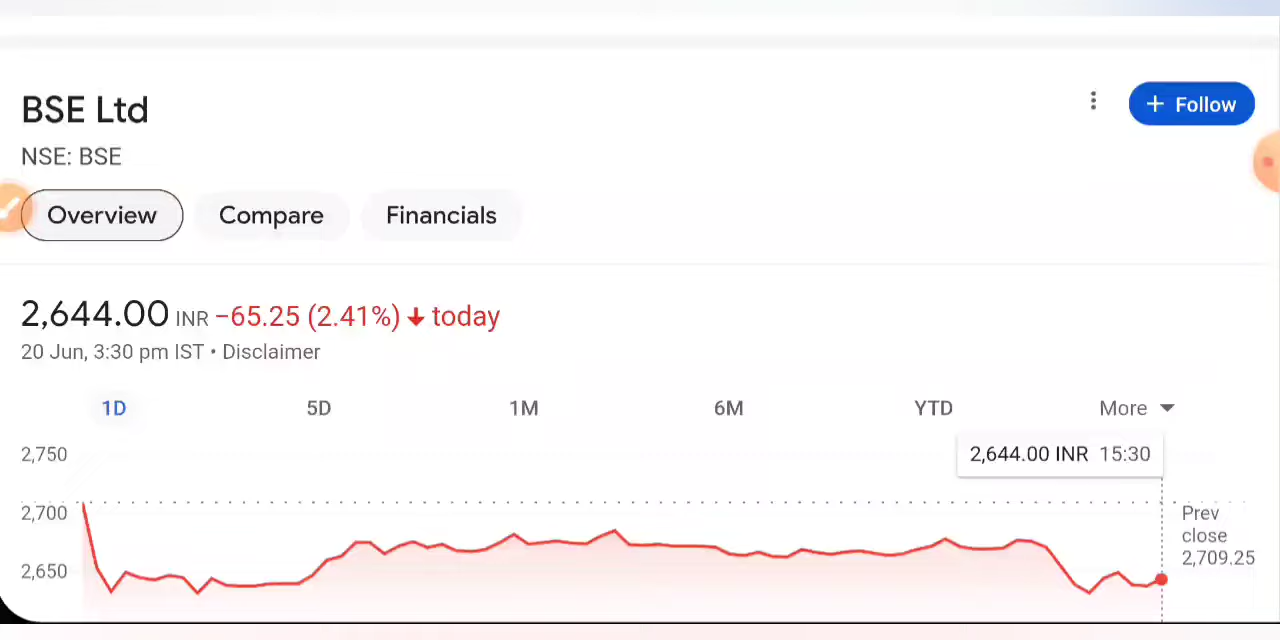 BSE Ltd
+ Follow
NSE: BSE
Overview Compare Financials
2,644.00 INR −65.25 (2.41%) ↓ today
20 Jun, 3:30 pm IST • Disclaimer
1D 5D 1M 6M YTD More
2,750
2,644.00 INR 15:30
2,700
Prev
close
2,709.25
2,650